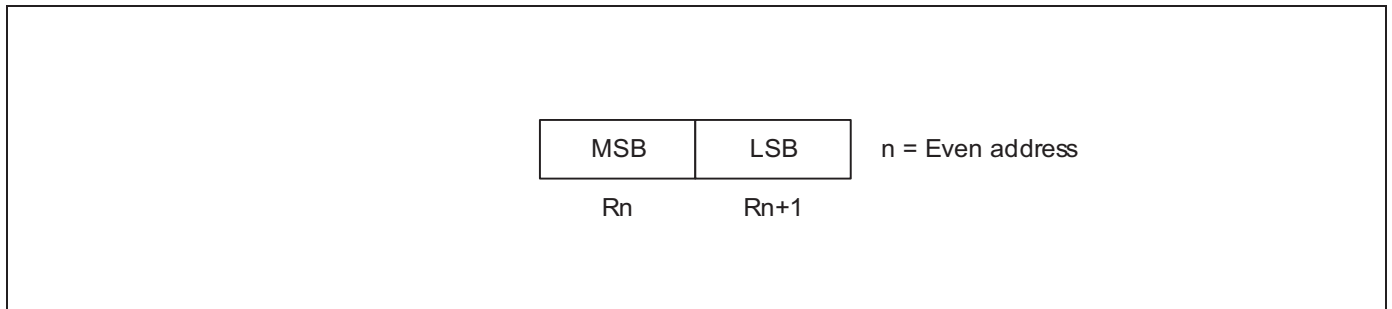 MSB LSB n = Even address
Rn Rn+1